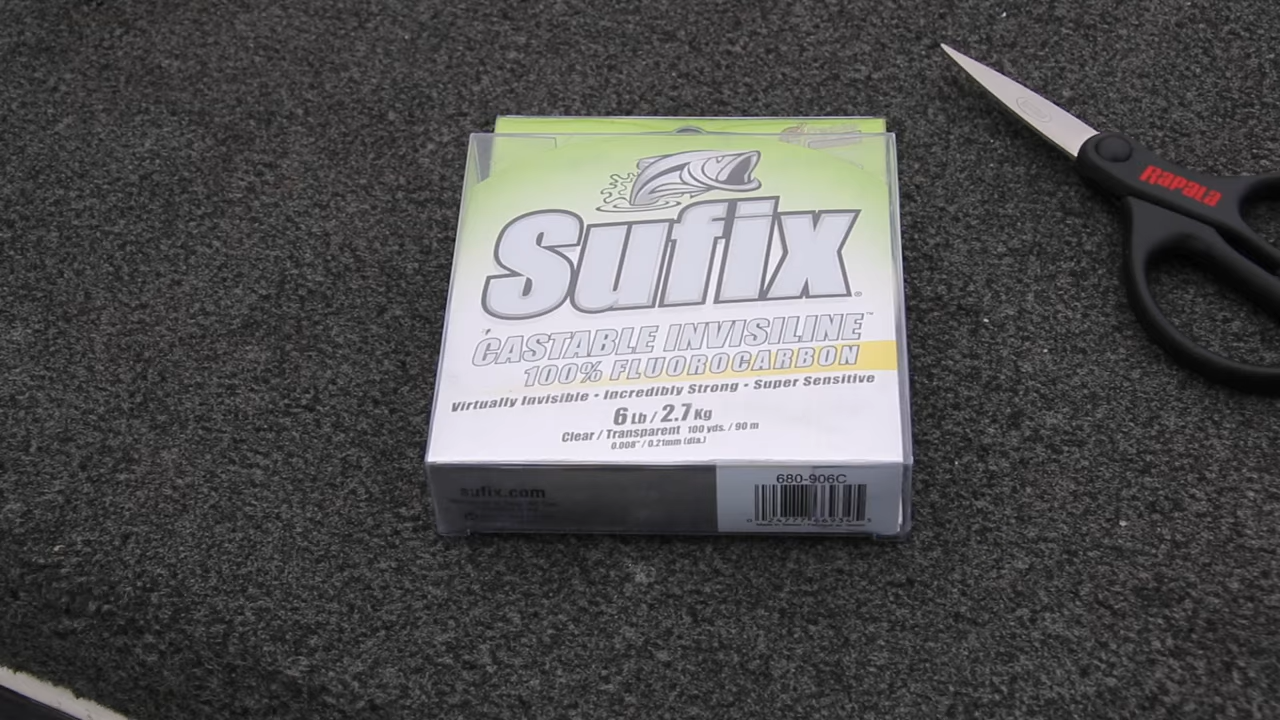 Sufix®
CASTABLE INVISILINE™
100% FLUOROCARBON
Virtually Invisible • Incredibly Strong • Super Sensitive
6 Lb / 2.7 Kg
Clear / Transparent 100 yds. / 90 m
0.008" / 0.21mm (dia.)
sufix.com
680-906C
RAPALA